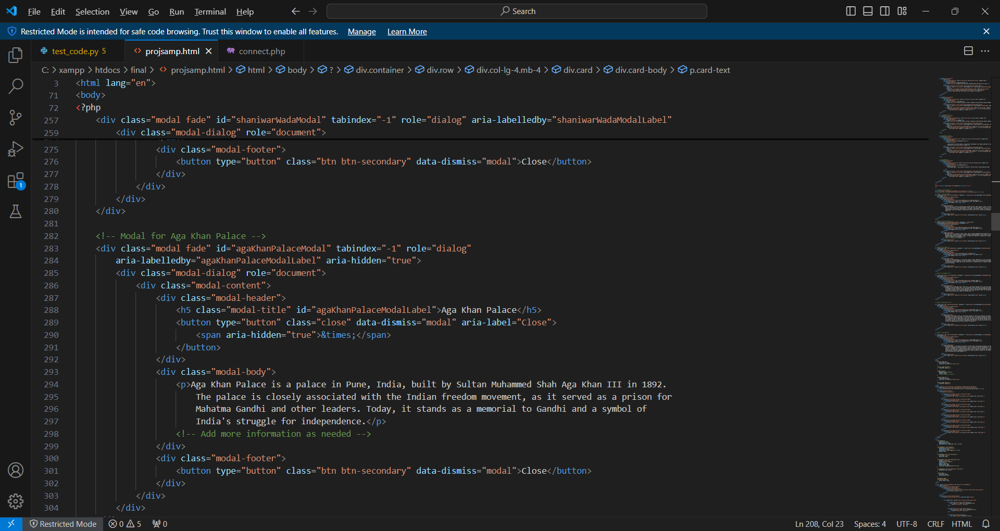 File Edit Selection View Go Run Terminal Help Search
Restricted Mode is intended for safe code browsing. Trust this window to enable all features. Manage Learn More
test_code.py 5 projsamp.html connect.php
C: > xampp > htdocs > final > projsamp.html > html > body > ? > div.container > div.row > div.col-lg-4.mb-4 > div.card > div.card-body > p.card-text
3 <html lang="en">
71 <body>
72 <?php
257 <div class="modal fade" id="shaniwarWadaModal" tabindex="-1" role="dialog" aria-labelledby="shaniwarWadaModalLabel"
259 <div class="modal-dialog" role="document">
275 <div class="modal-footer">
276 <button type="button" class="btn btn-secondary" data-dismiss="modal">Close</button>
277 </div>
278 </div>
279 </div>
280 </div>
281
282 <!-- Modal for Aga Khan Palace -->
283 <div class="modal fade" id="agaKhanPalaceModal" tabindex="-1" role="dialog"
284 aria-labelledby="agaKhanPalaceModalLabel" aria-hidden="true">
285 <div class="modal-dialog" role="document">
286 <div class="modal-content">
287 <div class="modal-header">
288 <h5 class="modal-title" id="agaKhanPalaceModalLabel">Aga Khan Palace</h5>
289 <button type="button" class="close" data-dismiss="modal" aria-label="Close">
290 <span aria-hidden="true">&times;</span>
291 </button>
292 </div>
293 <div class="modal-body">
294 <p>Aga Khan Palace is a palace in Pune, India, built by Sultan Muhammed Shah Aga Khan III in 1892.
295 The palace is closely associated with the Indian freedom movement, as it served as a prison for
296 Mahatma Gandhi and other leaders. Today, it stands as a memorial to Gandhi and a symbol of
297 India's struggle for independence.</p>
298 <!-- Add more information as needed -->
299 </div>
300 <div class="modal-footer">
301 <button type="button" class="btn btn-secondary" data-dismiss="modal">Close</button>
302 </div>
303 </div>
304 </div>
1
Restricted Mode 0 5 0 Ln 208, Col 23 Spaces: 4 UTF-8 CRLF HTML